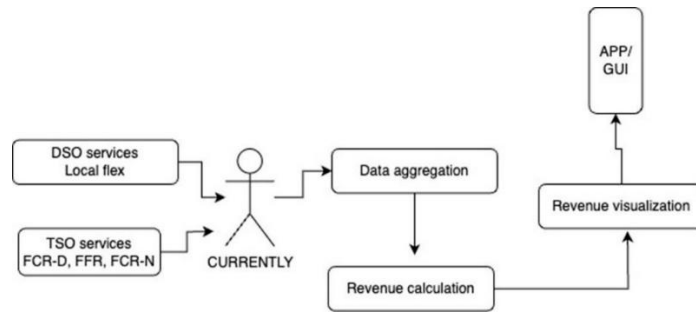 APP/
GUI
DSO services
Local flex
Data aggregation
Revenue visualization
TSO services
FCR-D, FFR, FCR-N
CURRENTLY
Revenue calculation